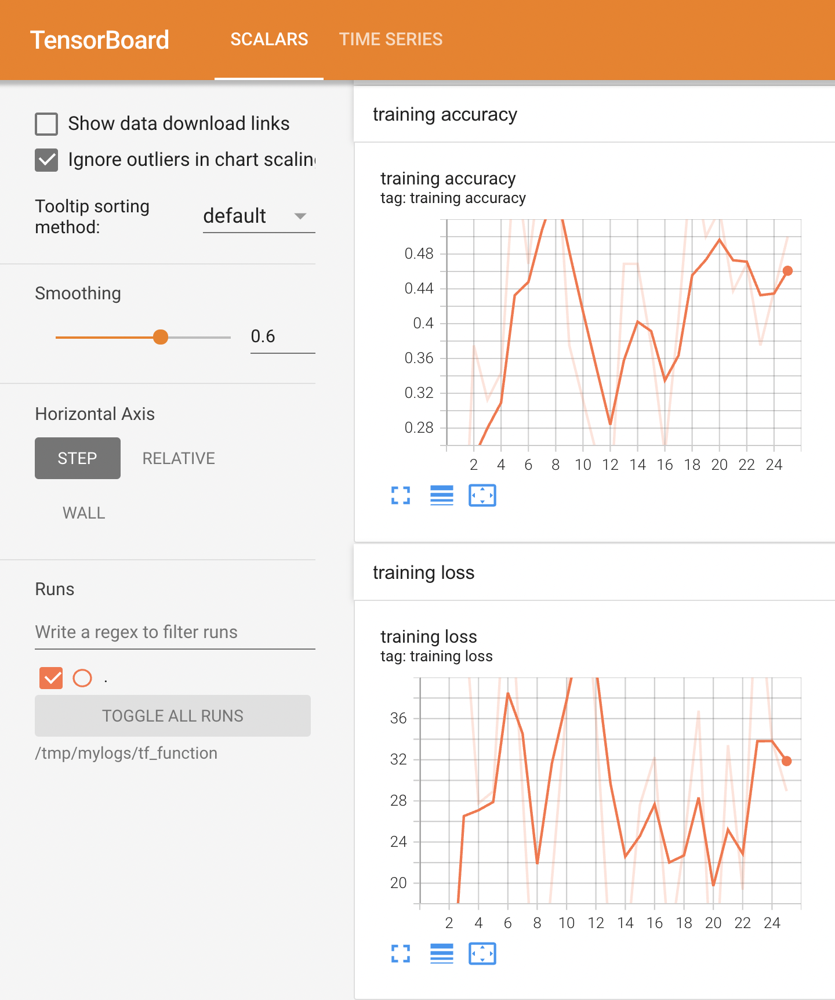 TensorBoard SCALARS TIME SERIES
Show data download links
Ignore outliers in chart scaling
Tooltip sorting
method:
default
Smoothing
0.6
Horizontal Axis
STEP RELATIVE
WALL
Runs
Write a regex to filter runs
.
TOGGLE ALL RUNS
/tmp/mylogs/tf_function
training accuracy
training accuracy
tag: training accuracy
0.48
0.44
0.4
0.36
0.32
0.28
2 4 6 8 10 12 14 16 18 20 22 24
training loss
training loss
tag: training loss
36
32
28
24
20
2 4 6 8 10 12 14 16 18 20 22 24